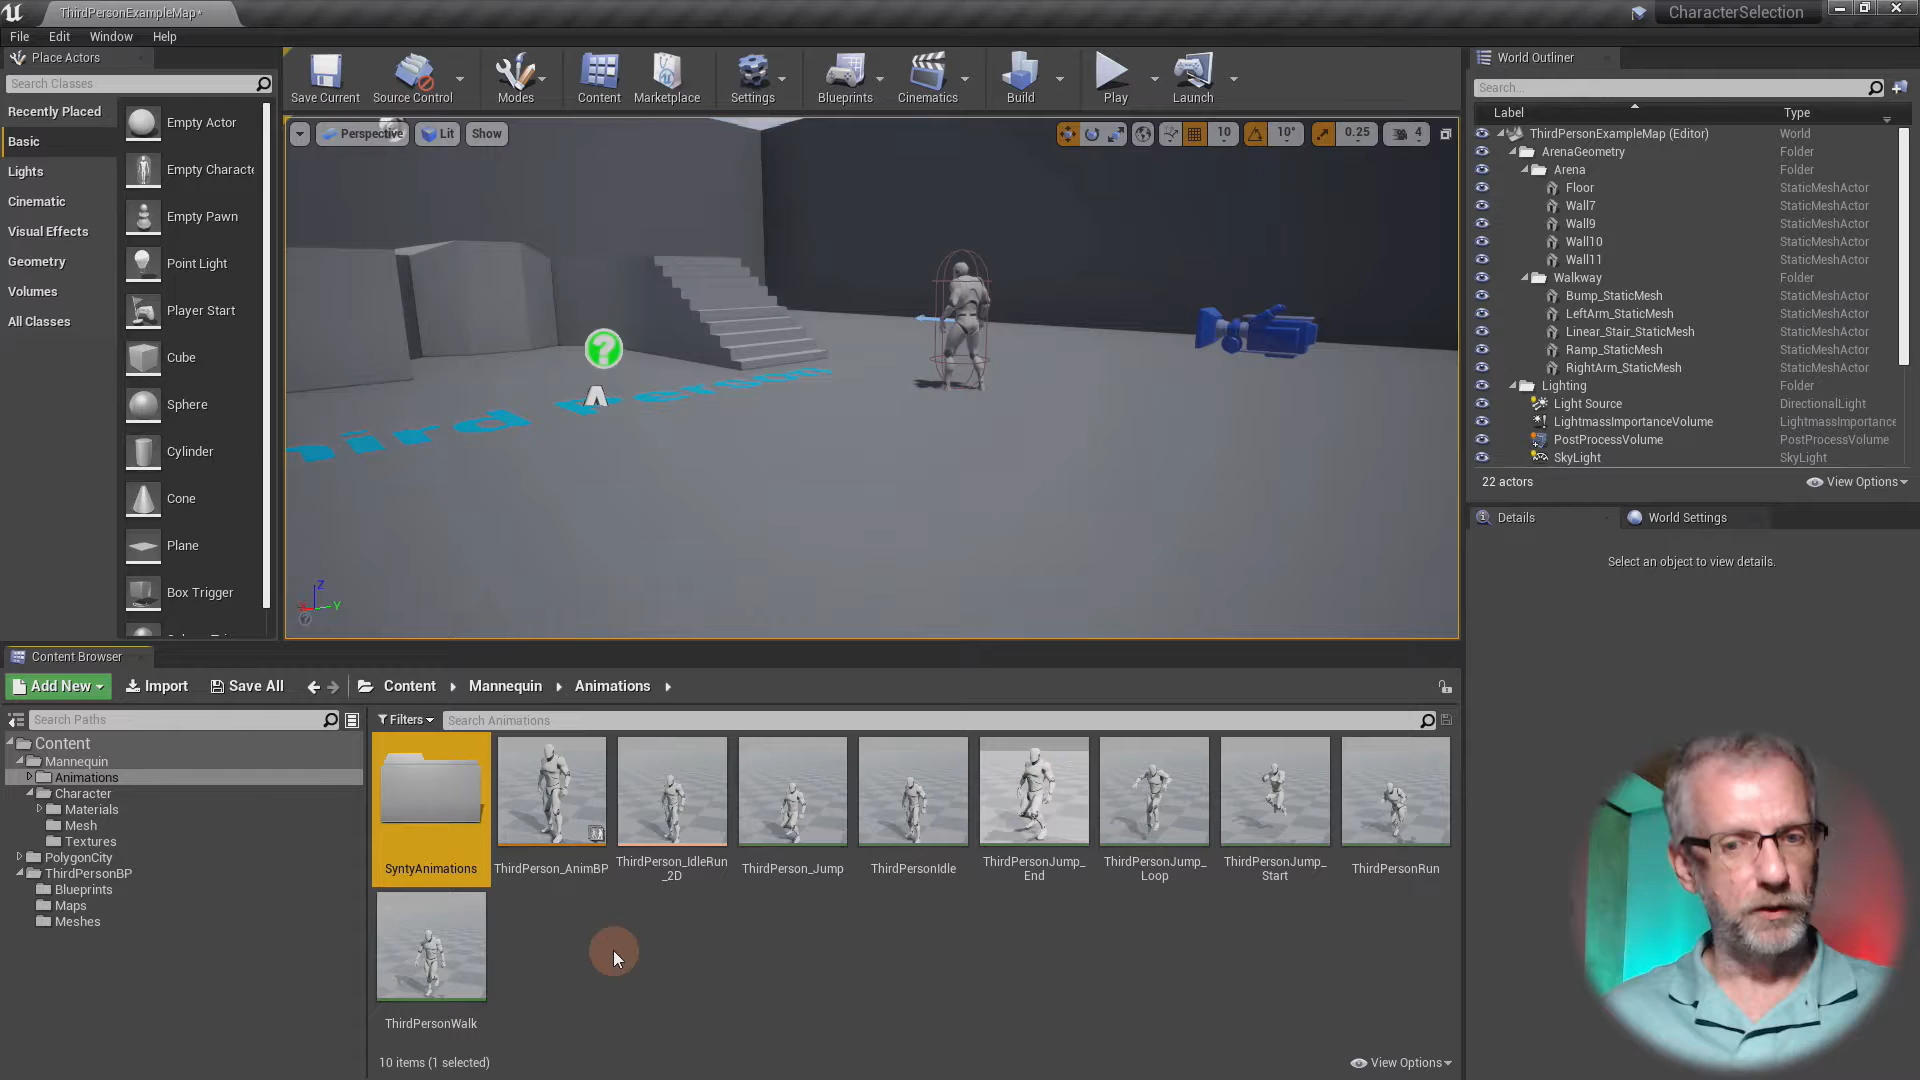 ThirdPersonExampleMap*
CharacterSelection
File Edit Window Help
Place Actors
Search Classes
Recently Placed
Basic
Lights
Cinematic
Visual Effects
Geometry
Volumes
All Classes
Empty Actor
Empty Characte
Empty Pawn
Point Light
Player Start
Cube
Sphere
Cylinder
Cone
Plane
Box Trigger
Save Current Source Control Modes Content Marketplace Settings Blueprints Cinematics Build Play Launch
Perspective Lit Show
10 10° 0.25 4
Z
Y
World Outliner
Search...
Label Type
ThirdPersonExampleMap (Editor) World
ArenaGeometry Folder
Arena Folder
Floor StaticMeshActor
Wall7 StaticMeshActor
Wall9 StaticMeshActor
Wall10 StaticMeshActor
Wall11 StaticMeshActor
Walkway Folder
Bump_StaticMesh StaticMeshActor
LeftArm_StaticMesh StaticMeshActor
Linear_Stair_StaticMesh StaticMeshActor
Ramp_StaticMesh StaticMeshActor
RightArm_StaticMesh StaticMeshActor
Lighting Folder
Light Source DirectionalLight
LightmassImportanceVolume LightmassImportance
PostProcessVolume PostProcessVolume
SkyLight SkyLight
22 actors View Options
Details World Settings
Select an object to view details.
Content Browser
Add New Import Save All Content Mannequin Animations
Search Paths
Filters Search Animations
Content
Mannequin
Animations
Character
Materials
Mesh
Textures
PolygonCity
ThirdPersonBP
Blueprints
Maps
Meshes
SyntyAnimations
ThirdPerson_AnimBP
ThirdPerson_IdleRun
_2D
ThirdPerson_Jump
ThirdPersonIdle
ThirdPersonJump_
End
ThirdPersonJump_
Loop
ThirdPersonJump_
Start
ThirdPersonRun
ThirdPersonWalk
10 items (1 selected) View Options